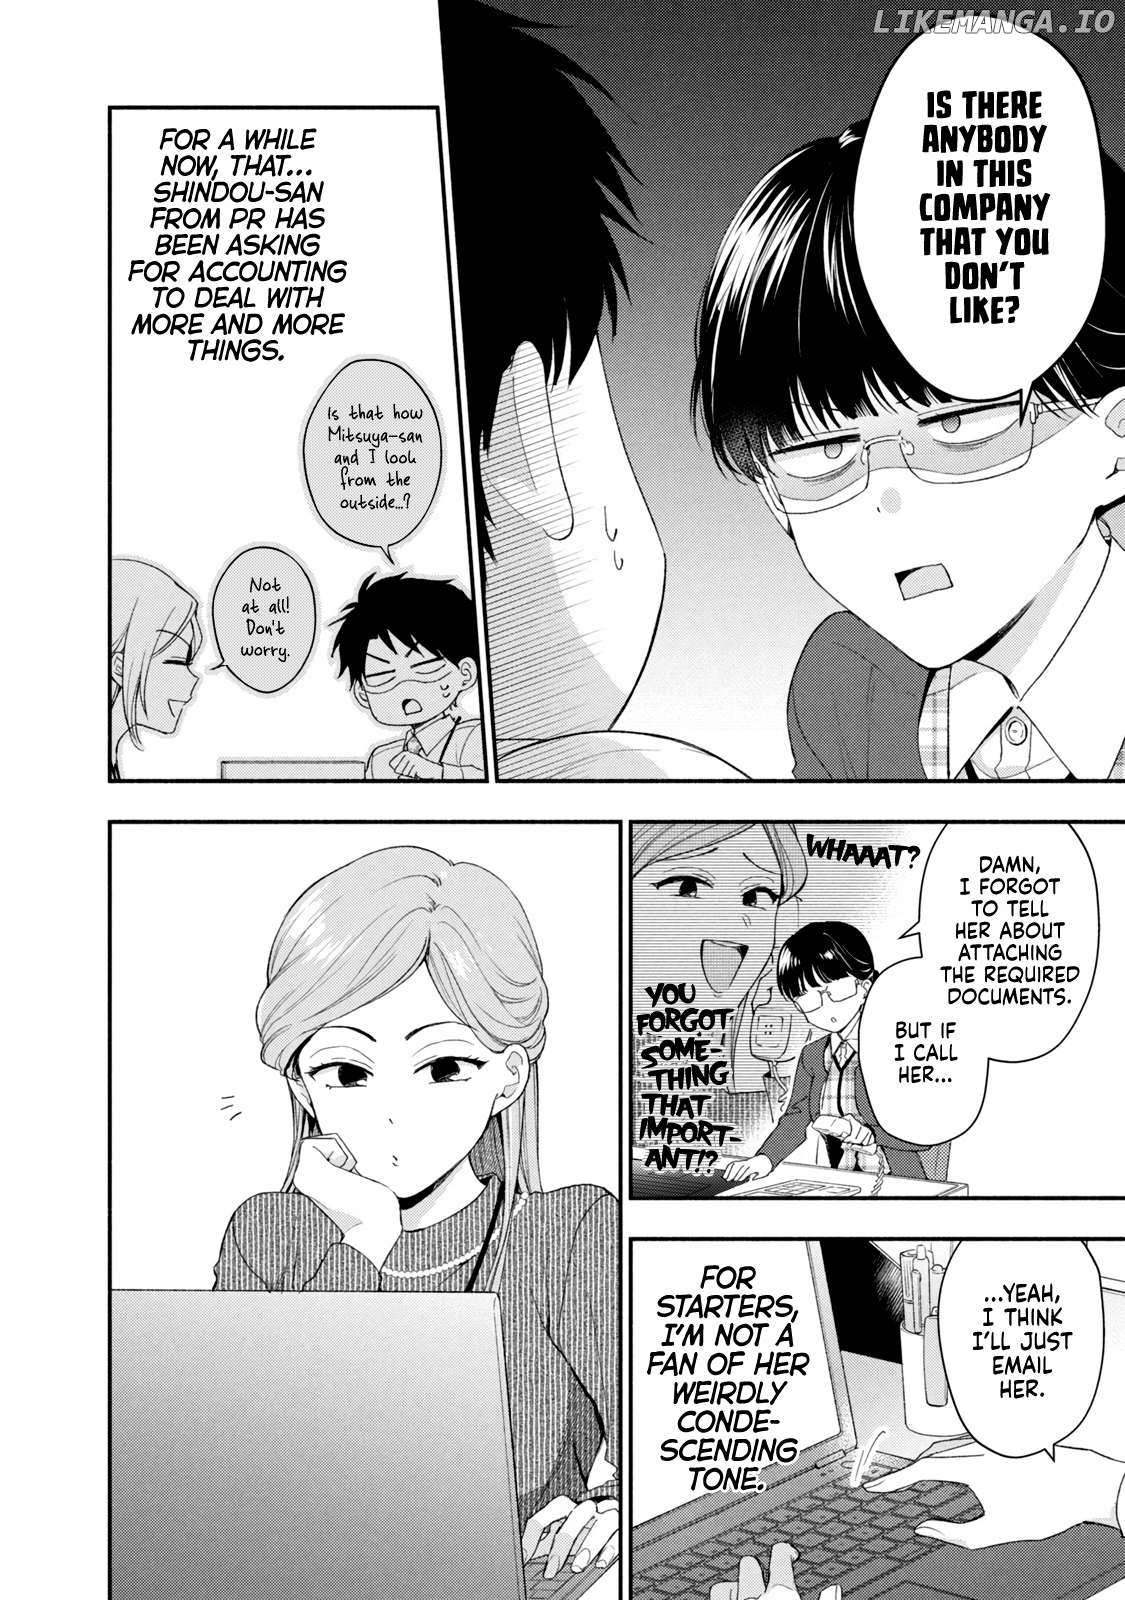 LIKEMANGA.IO
IS THERE
ANYBODY
IN THIS
COMPANY
THAT YOU
DON'T
LIKE?
FOR A WHILE
NOW, THAT...
SHINDOU-SAN
FROM PR HAS
BEEN ASKING
FOR ACCOUNTING
TO DEAL WITH
MORE AND MORE
THINGS.
Is that how
Mitsuya-san
and I look
from the
outside...?
Not
at all!
Don't
worry.
DAMN,
I FORGOT
TO TELL
HER ABOUT
ATTACHING
THE REQUIRED
DOCUMENTS.
BUT IF
I CALL
HER...
WHAAAT?
YOU
FORGOT
SOME-
THING
THAT
IMPORT-
ANT!?
...YEAH,
I THINK
I'LL JUST
EMAIL
HER.
FOR
STARTERS,
I'M NOT A
FAN OF HER
WEIRDLY
CONDE-
SCENDING
TONE.